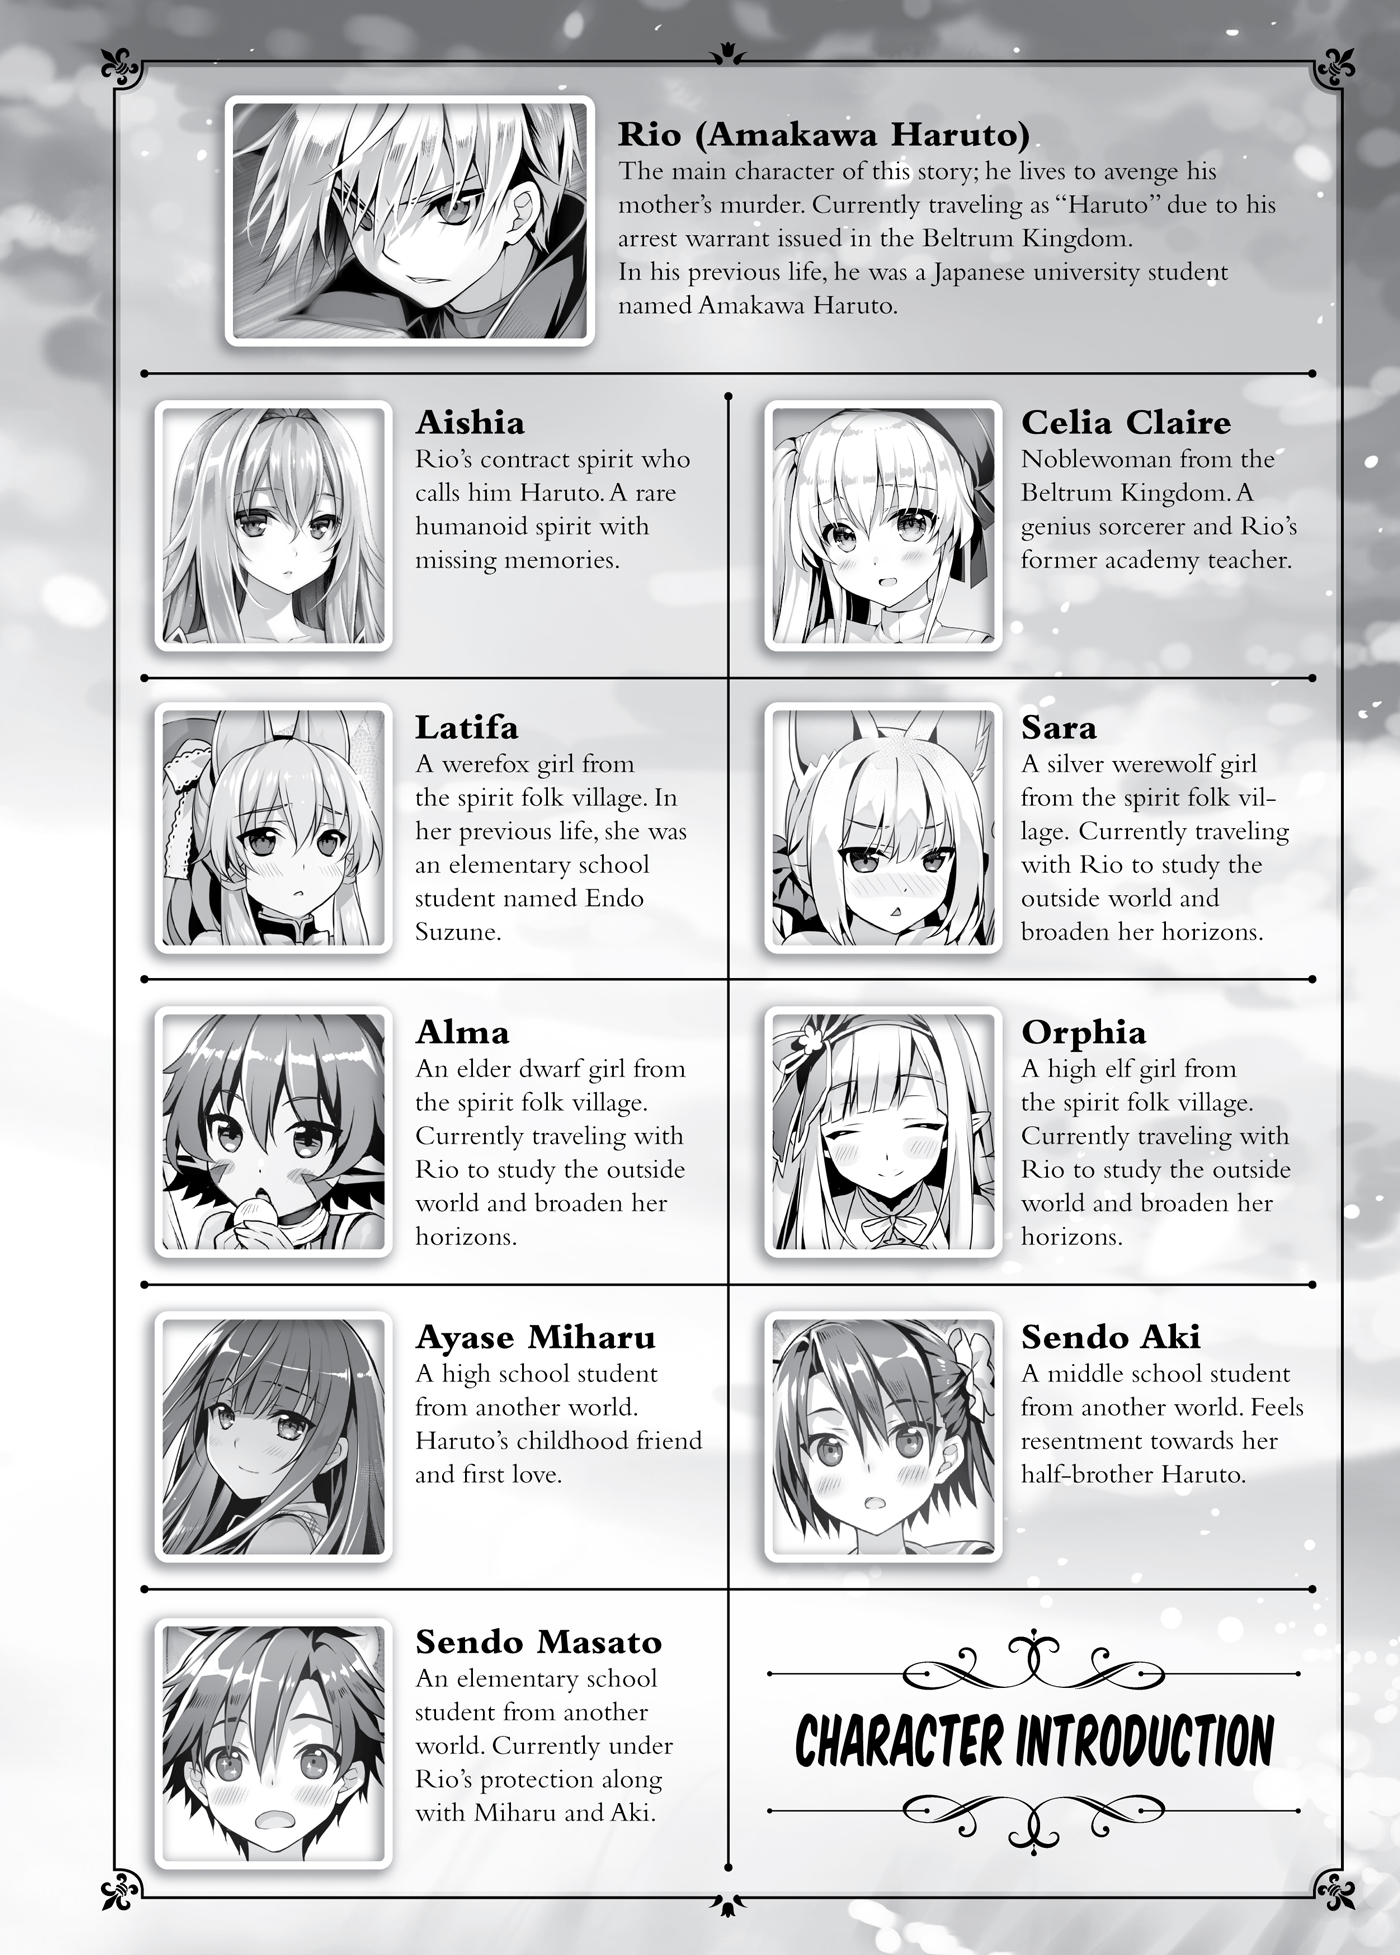 Rio (Amakawa Haruto)
The main character of this story; he lives to avenge his
mother’s murder. Currently traveling as “Haruto” due to his
arrest warrant issued in the Beltrum Kingdom.
In his previous life, he was a Japanese university student
named Amakawa Haruto.
Aishia
Rio’s contract spirit who
calls him Haruto. A rare
humanoid spirit with
missing memories.
Celia Claire
Noblewoman from the
Beltrum Kingdom. A
genius sorcerer and Rio’s
former academy teacher.
Latifa
A werefox girl from
the spirit folk village. In
her previous life, she was
an elementary school
student named Endo
Suzune.
Sara
A silver werewolf girl
from the spirit folk vil-
lage. Currently traveling
with Rio to study the
outside world and
broaden her horizons.
Alma
An elder dwarf girl from
the spirit folk village.
Currently traveling with
Rio to study the outside
world and broaden her
horizons.
Orphia
A high elf girl from
the spirit folk village.
Currently traveling with
Rio to study the outside
world and broaden her
horizons.
Ayase Miharu
A high school student
from another world.
Haruto’s childhood friend
and first love.
Sendo Aki
A middle school student
from another world. Feels
resentment towards her
half-brother Haruto.
Sendo Masato
An elementary school
student from another
world. Currently under
Rio’s protection along
with Miharu and Aki.
CHARACTER INTRODUCTION